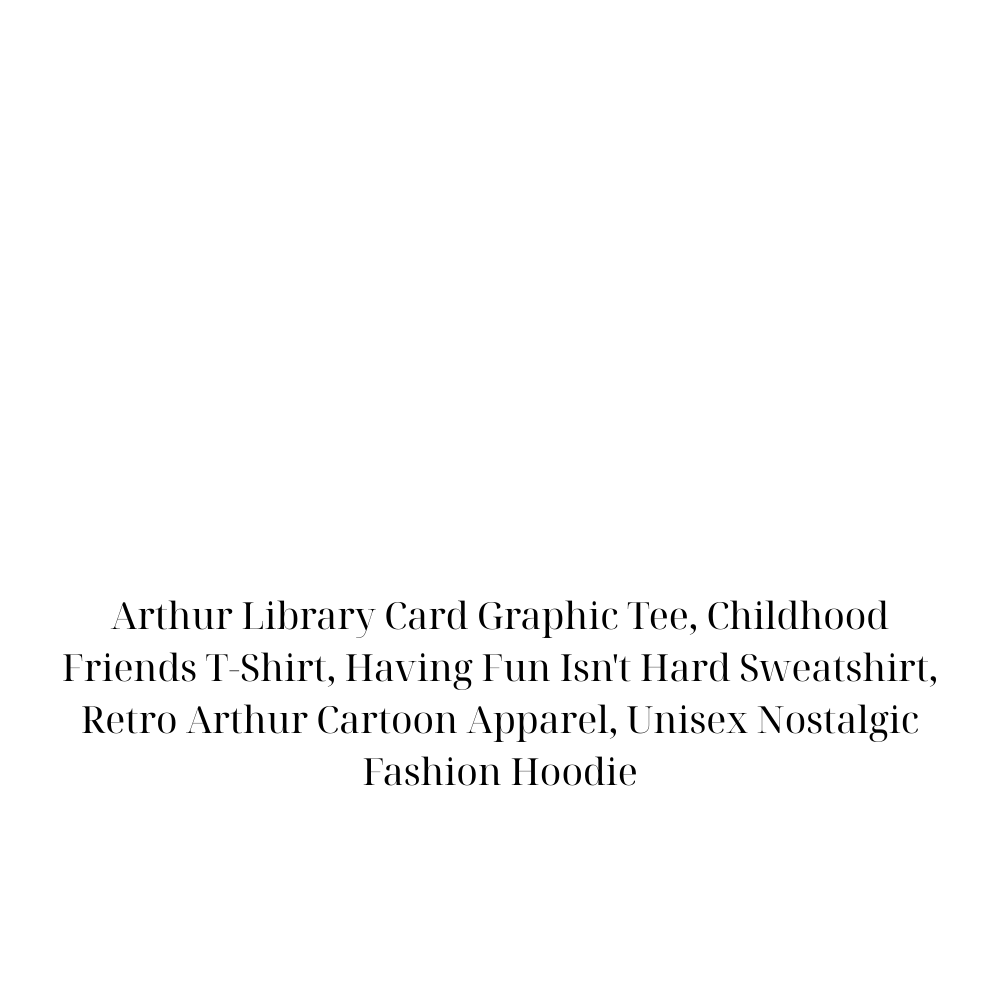 Arthur Library Card Graphic Tee, Childhood
Friends T-Shirt, Having Fun Isn't Hard Sweatshirt,
Retro Arthur Cartoon Apparel, Unisex Nostalgic
Fashion Hoodie